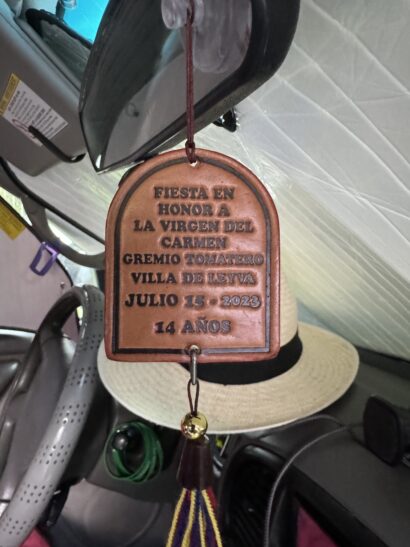 FIESTA EN
HONOR A
LA VIRGEN DEL
CARMEN
GREMIO TOMATERO
VILLA DE LEYVA
JULIO 15 - 2023
14 AÑOS